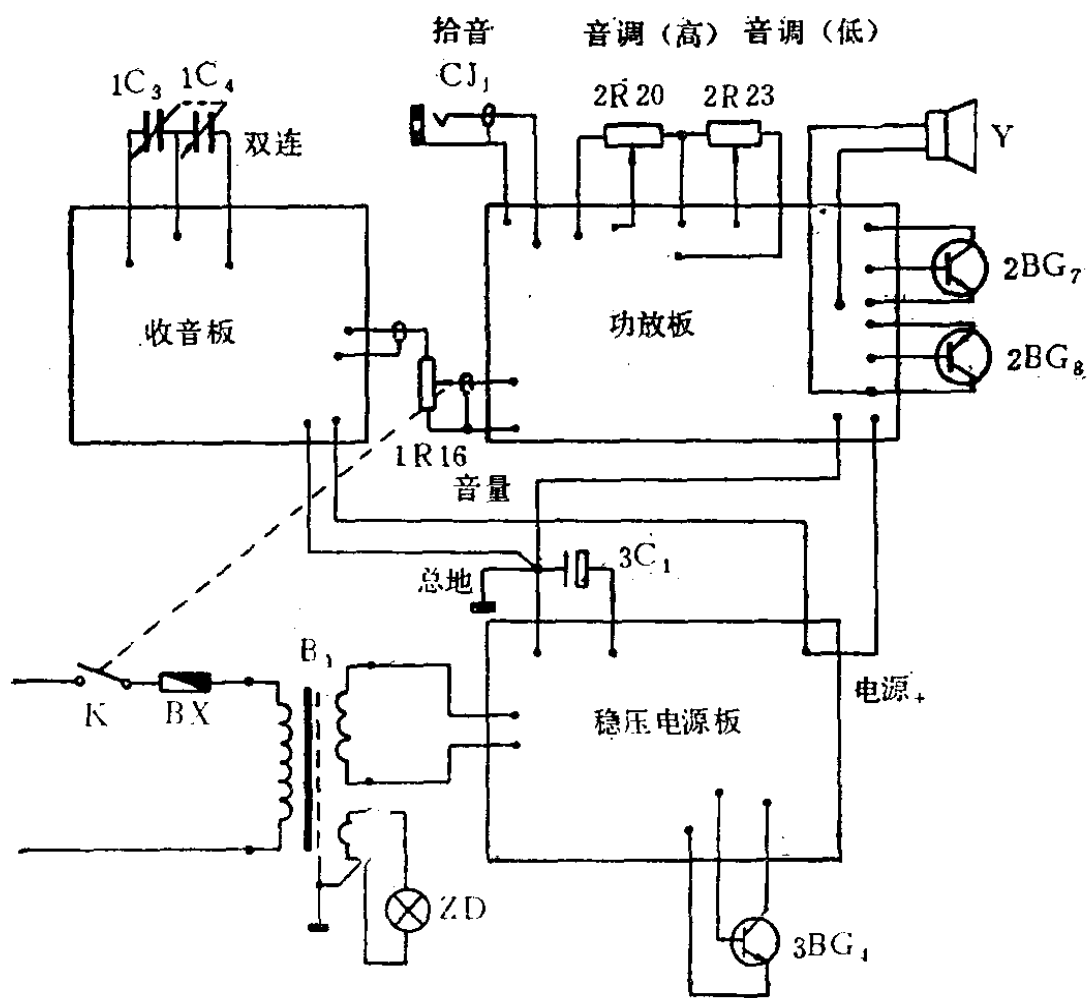 拾音 音调（高） 音调（低）
CJ₁
1C₃ 1C₄ 2R20 2R23
双连
Y
收音板
功放板
2BG₇
2BG₈
1R16
音量
总地
3C₁
K
BX
B₁
稳压电源板
电源+
ZD
3BG₁